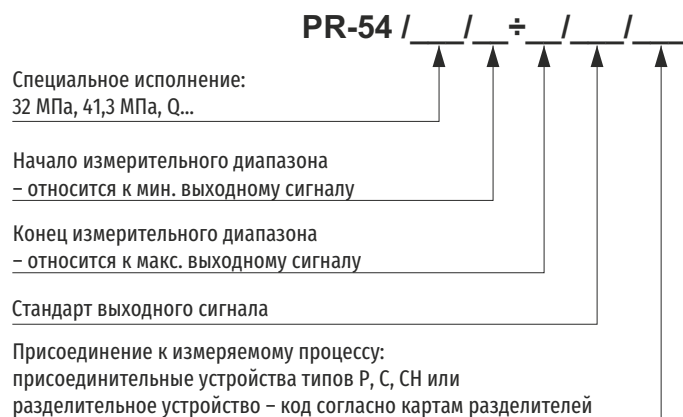 PR-54 /___/__÷__/___/___
Специальное исполнение:
32 МПа, 41,3 МПа, Q...
Начало измерительного диапазона
– относится к мин. выходному сигналу
Конец измерительного диапазона
– относится к макс. выходному сигналу
Стандарт выходного сигнала
Присоединение к измеряемому процессу:
присоединительные устройства типов P, C, CH или
разделительное устройство – код согласно картам разделителей